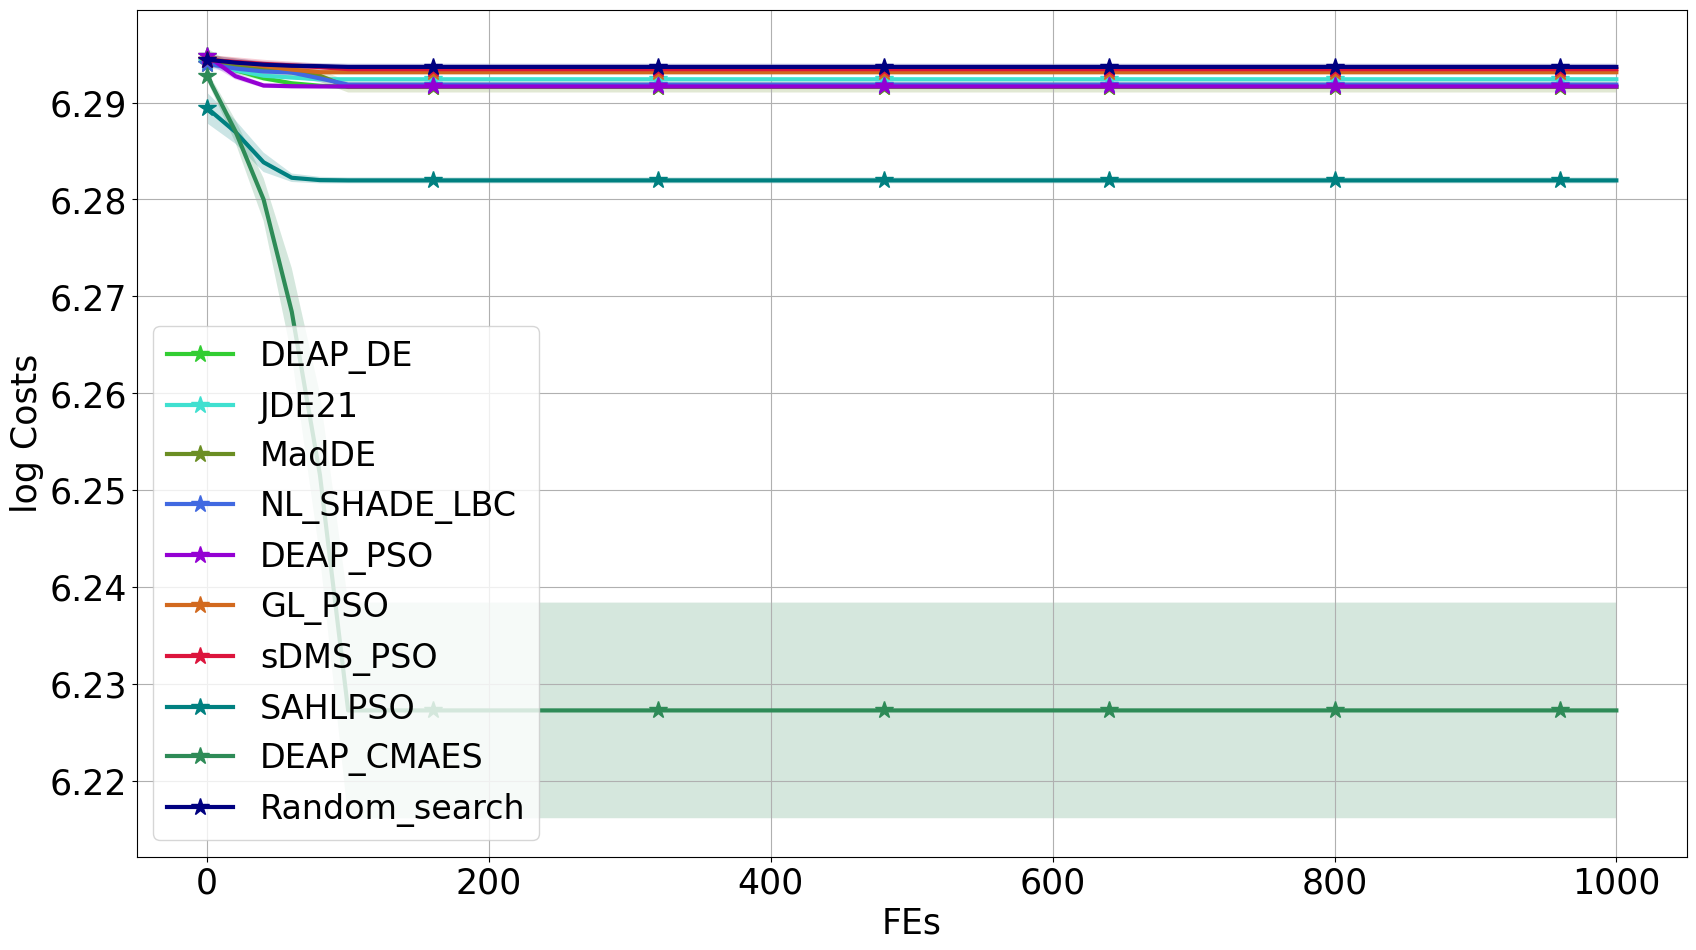 6.29
6.28
6.27
6.26
6.25
6.24
6.23
6.22
log Costs
DEAP_DE
JDE21
MadDE
NL_SHADE_LBC
DEAP_PSO
GL_PSO
sDMS_PSO
SAHLPSO
DEAP_CMAES
Random_search
0 200 400 600 800 1000
FEs